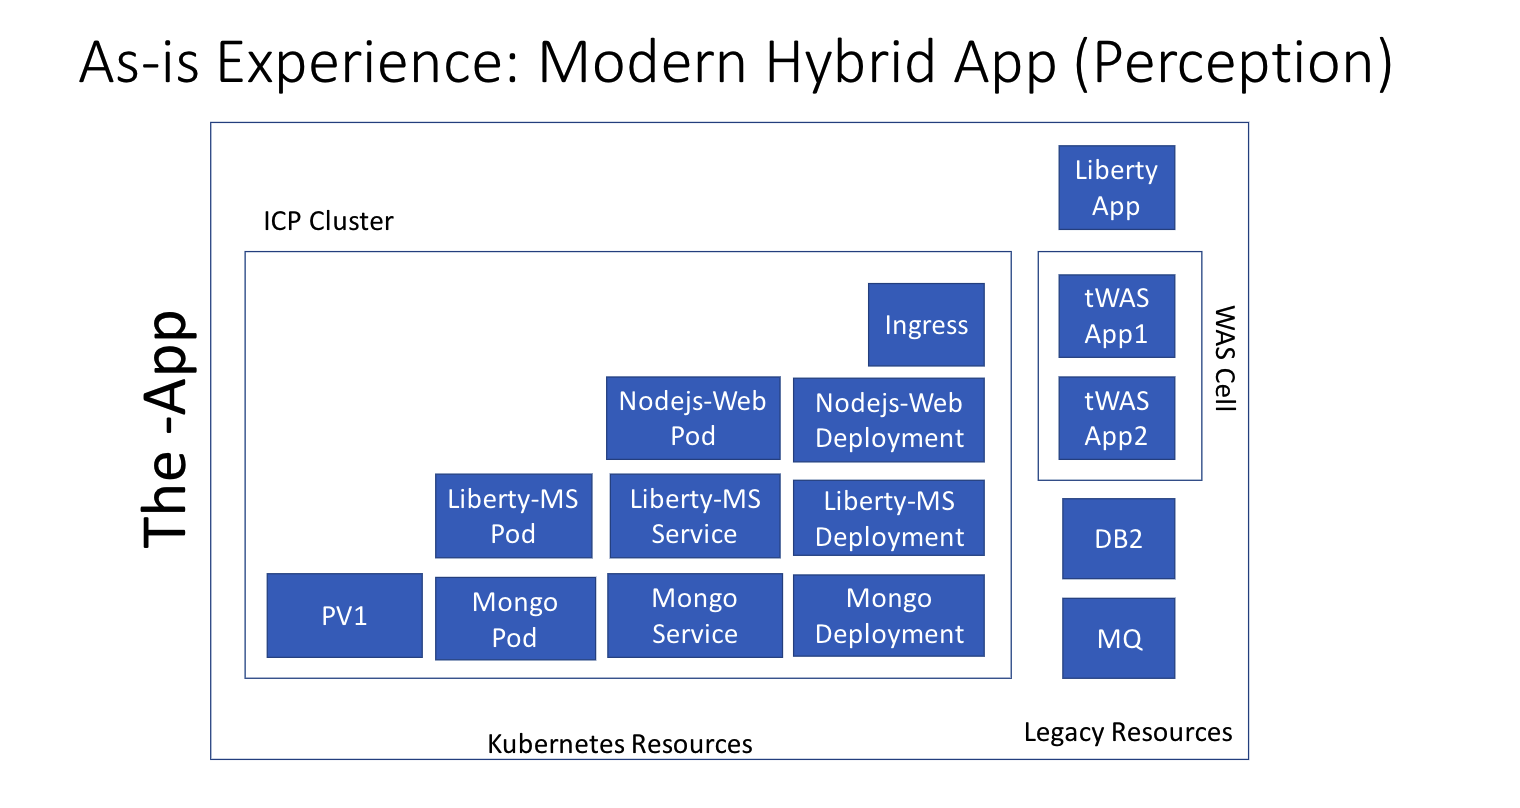 As-is Experience: Modern Hybrid App (Perception)
The -App
ICP Cluster
Ingress
Nodejs-Web
Pod
Nodejs-Web
Deployment
Liberty-MS
Pod
Liberty-MS
Service
Liberty-MS
Deployment
PV1
Mongo
Pod
Mongo
Service
Mongo
Deployment
Kubernetes Resources
Liberty
App
tWAS
App1
tWAS
App2
WAS Cell
DB2
MQ
Legacy Resources